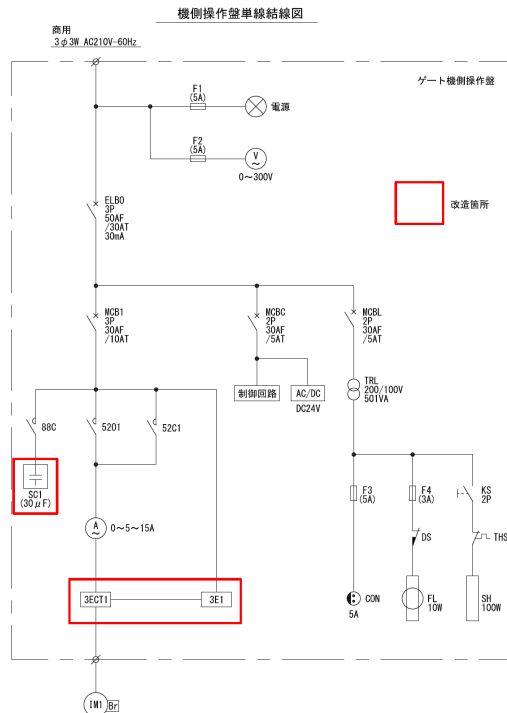 機側操作盤単線結線図
商用
3φ3W AC210V-60Hz
ゲート機側操作盤
F1
(5A)
電源
F2
(5A)
V
~
0～300V
改造箇所
ELB0
3P
50AF
/30AT
30mA
MCB1
3P
30AF
/10AT
MCBC
2P
30AF
/5AT
MCBL
2P
30AF
/5AT
制御回路
AC/DC
DC24V
TRL
200/100V
501VA
88C
5201
52C1
SC1
(30μF)
F3
(5A)
F4
(3A)
KS
2P
A
~
0～5～15A
DS
THS
3ECT1
3E1
CON
5A
FL
10W
SH
100W
IM1
Br